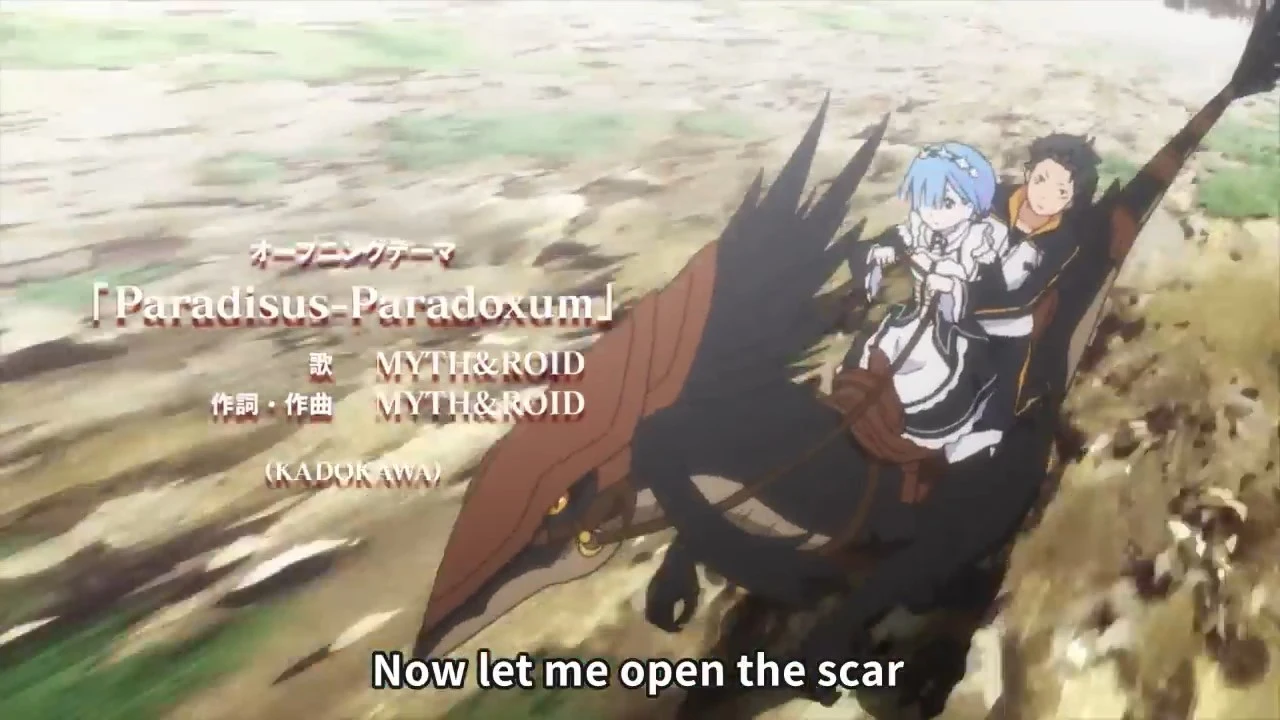 オープニングテーマ
「Paradisus-Paradoxum」
歌 MYTH&ROID
作詞・作曲 MYTH&ROID
(KADOKAWA)
Now let me open the scar